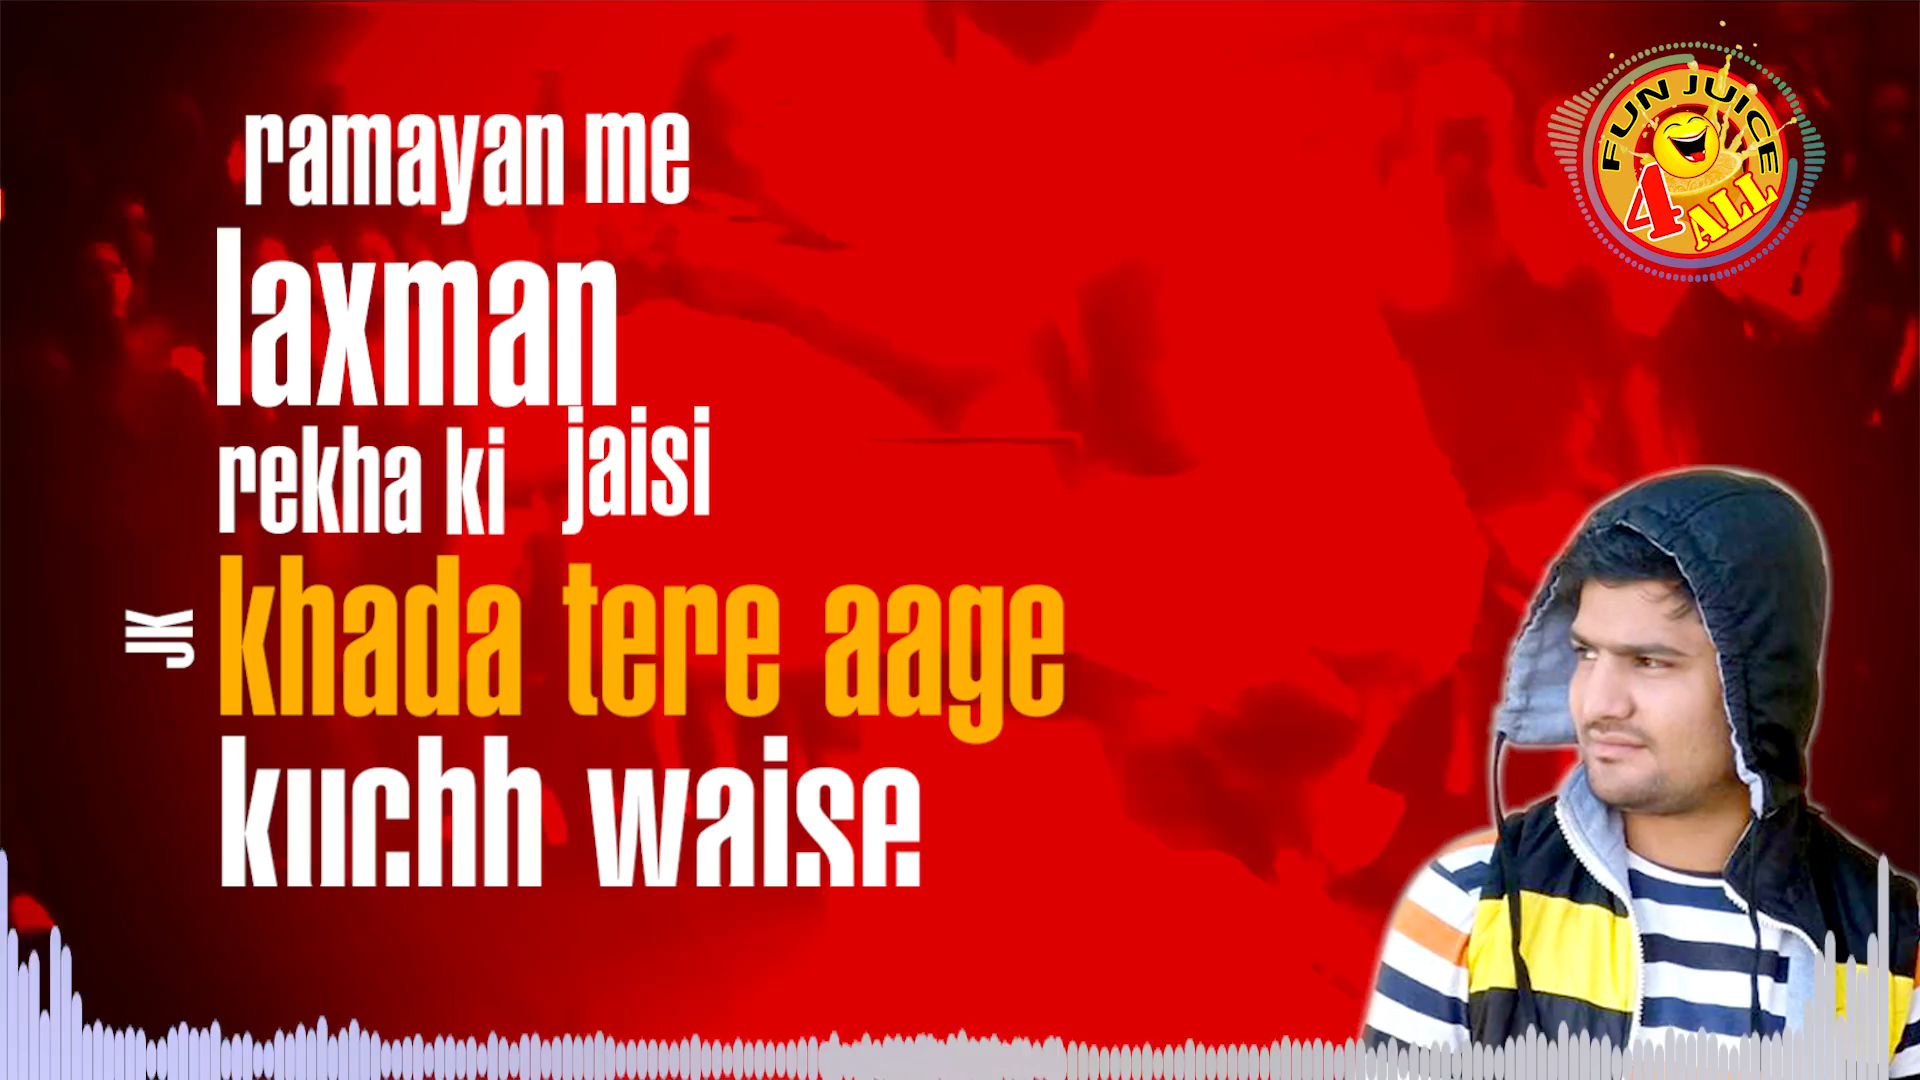 ramayan me
laxman
rekha ki jaisi
JK
khada tere aage
kuchh waise
FUN JUICE
4 ALL